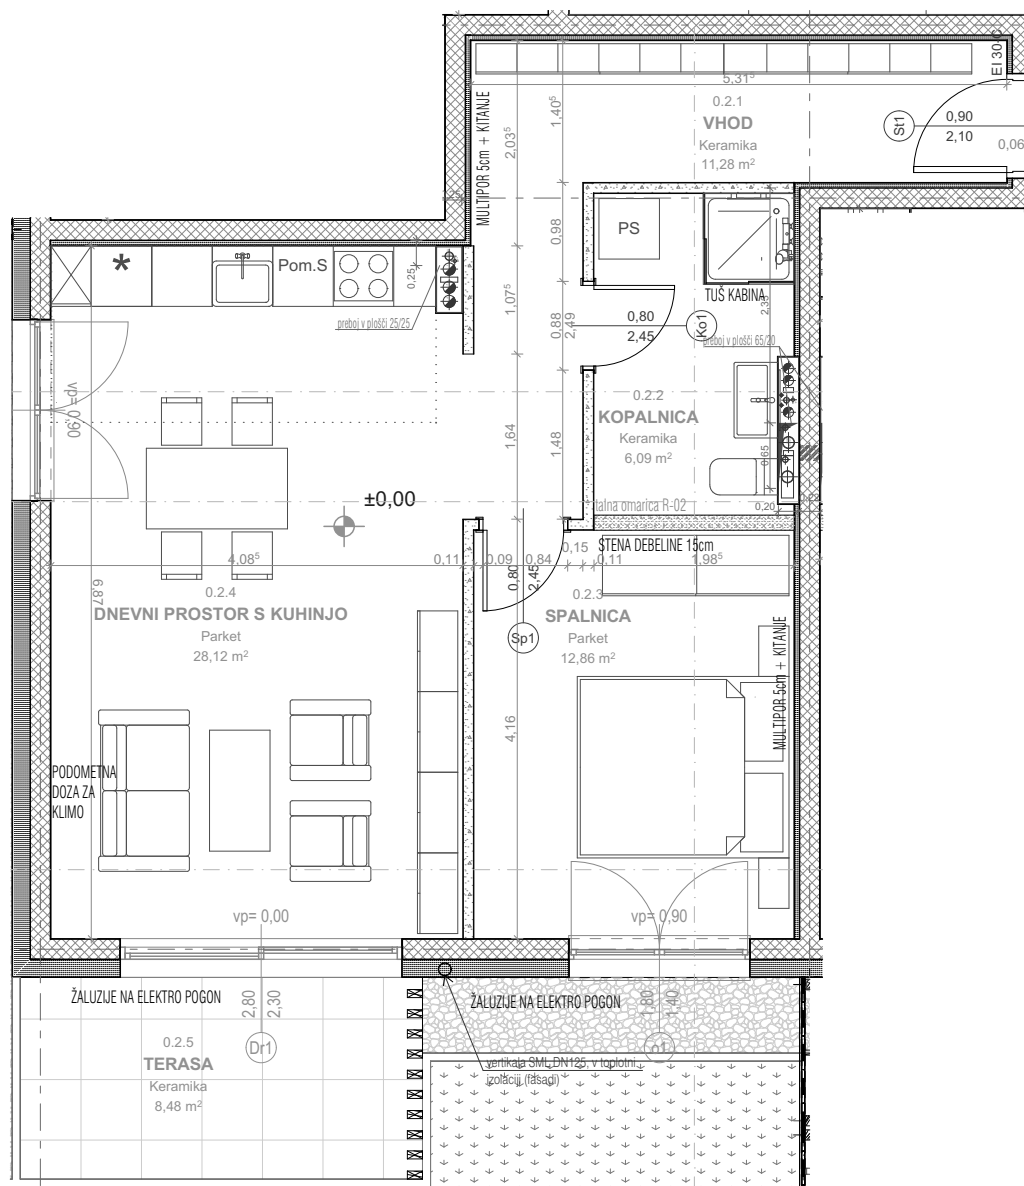 5,31⁵
EI 30-C
0.2.1
VHOD
Keramika
11,28 m²
St1
0,90
2,10
0,06
MULTIPOR 5cm + KITANJE
2,03⁵
1,40⁵
0,98
PS
TUŠ KABINA
2,35
*
Pom.S
0,25
preboj v plošči 25/25
1,07⁵
0,88
2,49
0,80
2,45
Ko1
preboj v plošči 65/20
vp= 0,90
0.2.2
KOPALNICA
Keramika
6,09 m²
1,64
1,48
0,65
0,20
±0,00
talna omarica R-02
STENA DEBELINE 15cm
4,08⁵
0,11
0,09
0,84
0,15
0,11
1,98⁵
0,80
2,45
6,87
0.2.4
DNEVNI PROSTOR S KUHINJO
Parket
28,12 m²
0.2.3
SPALNICA
Parket
12,86 m²
Sp1
MULTIPOR 5cm + KITANJE
4,16
PODOMETNA
DOZA ZA
KLIMO
vp= 0,00
vp= 0,90
ŽALUZIJE NA ELEKTRO POGON
2,80
2,30
Dr1
ŽALUZIJE NA ELEKTRO POGON
1,80
1,40
o1
0.2.5
TERASA
Keramika
8,48 m²
vertikala SML DN125, v toplotni
izolaciji (fasadi)